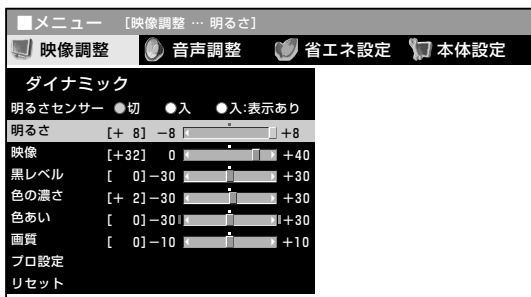 ■メニュー [映像調整 … 明るさ]
映像調整 音声調整 省エネ設定 本体設定
ダイナミック
明るさセンサー ●切 ●入 ●入:表示あり
明るさ [+ 8] －8 +8
映像 [+32] 0 +40
黒レベル [ 0] －30 +30
色の濃さ [+ 2] －30 +30
色あい [ 0] －30 +30
画質 [ 0] －10 +10
プロ設定
リセット